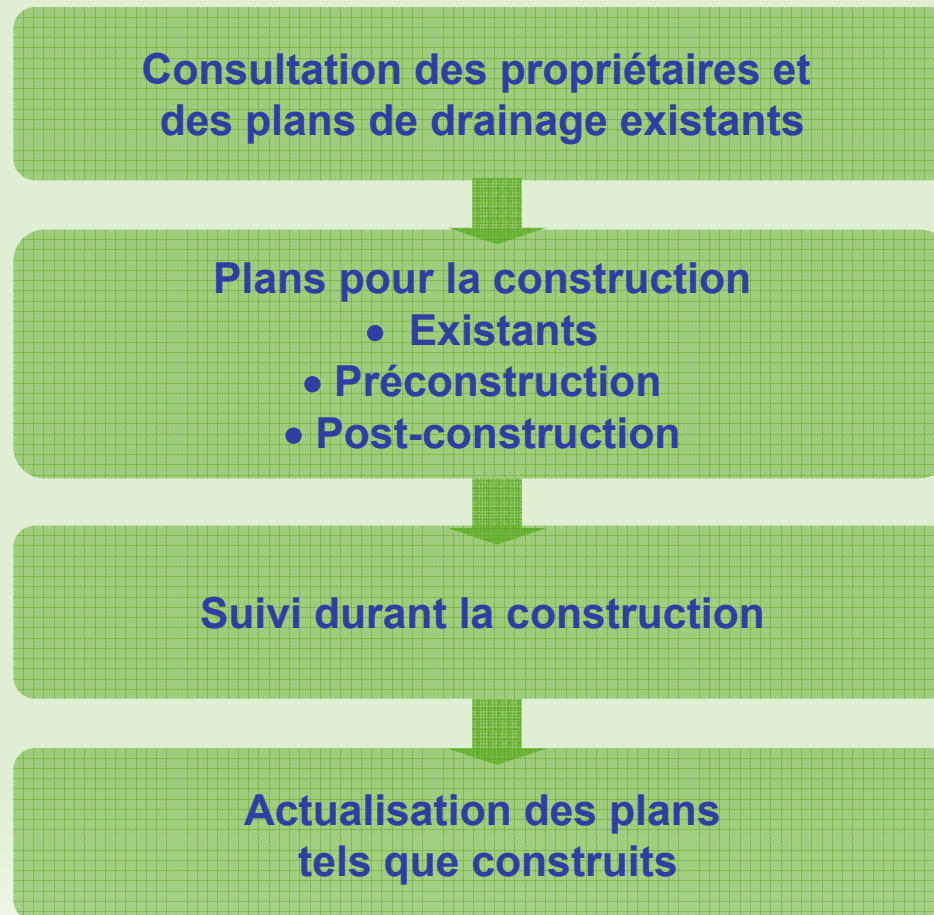 Consultation des propriétaires et
des plans de drainage existants
Plans pour la construction
• Existants
• Préconstruction
• Post-construction
Suivi durant la construction
Actualisation des plans
tels que construits